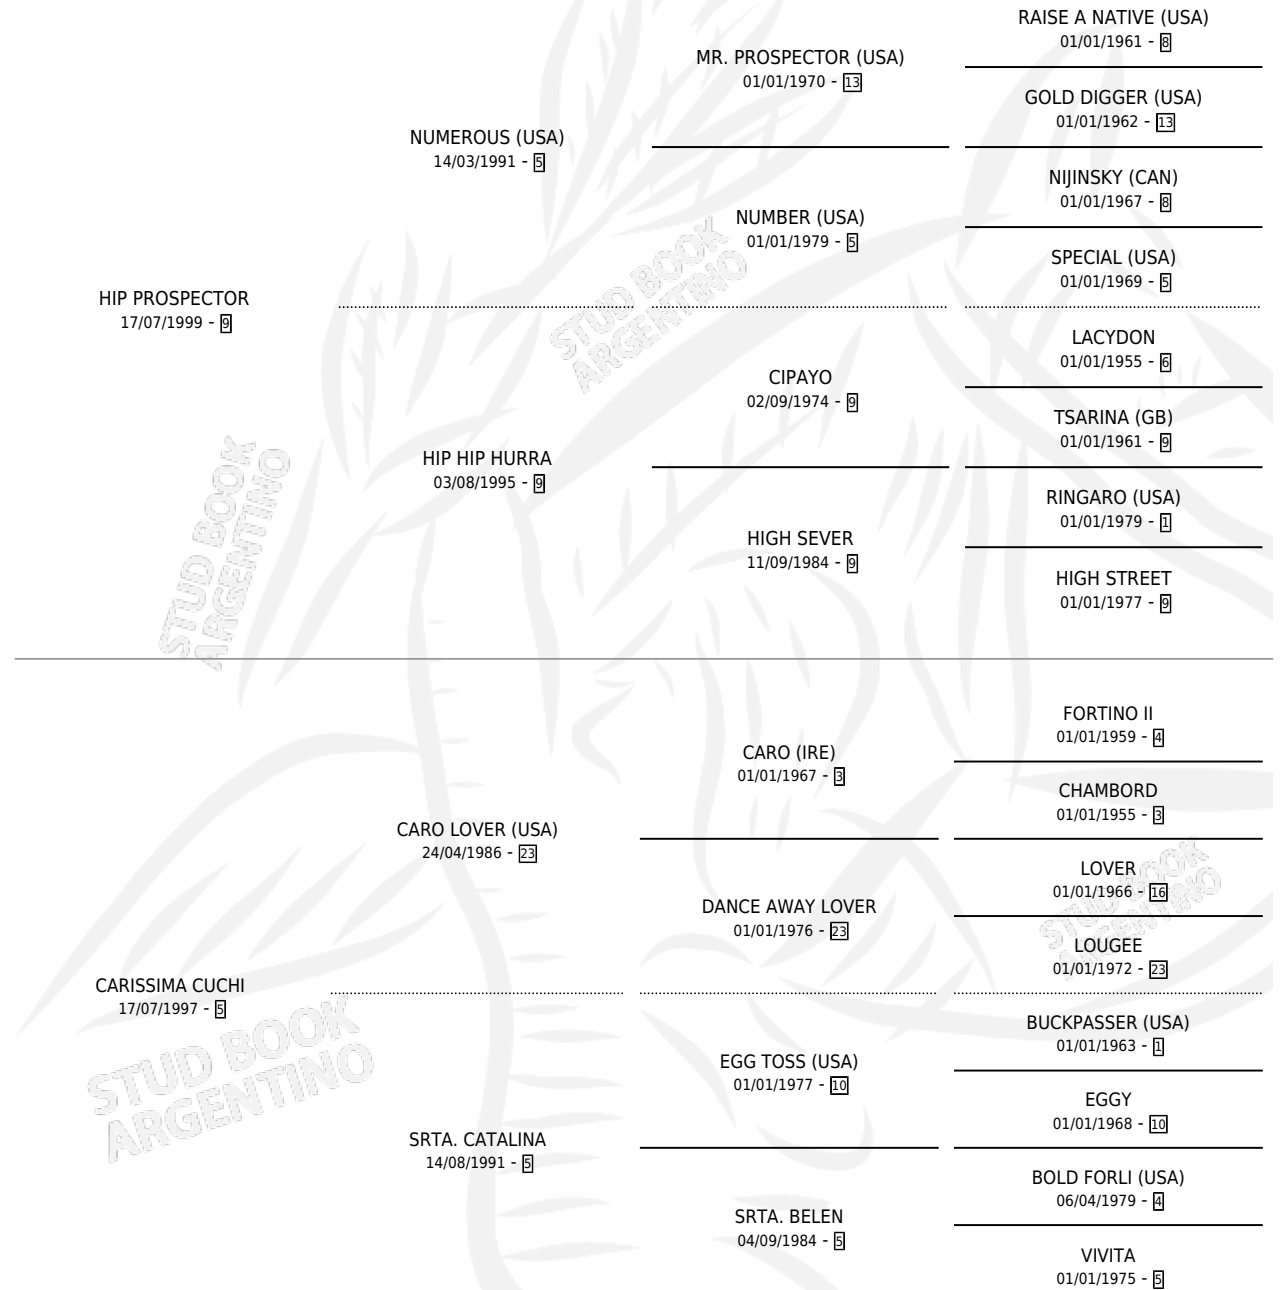 RAISE A NATIVE (USA)
01/01/1961 - 8
MR. PROSPECTOR (USA)
01/01/1970 - 13
GOLD DIGGER (USA)
01/01/1962 - 13
NUMEROUS (USA)
14/03/1991 - 5
NIJINSKY (CAN)
01/01/1967 - 8
NUMBER (USA)
01/01/1979 - 5
SPECIAL (USA)
01/01/1969 - 5
HIP PROSPECTOR
17/07/1999 - 9
LACYDON
01/01/1955 - 6
CIPAYO
02/09/1974 - 9
TSARINA (GB)
01/01/1961 - 9
HIP HIP HURRA
03/08/1995 - 9
RINGARO (USA)
01/01/1979 - 1
HIGH SEVER
11/09/1984 - 9
HIGH STREET
01/01/1977 - 9
FORTINO II
01/01/1959 - 4
CARO (IRE)
01/01/1967 - 3
CHAMBORD
01/01/1955 - 3
CARO LOVER (USA)
24/04/1986 - 23
LOVER
01/01/1966 - 16
DANCE AWAY LOVER
01/01/1976 - 23
LOUGEE
01/01/1972 - 23
CARISSIMA CUCHI
17/07/1997 - 5
BUCKPASSER (USA)
01/01/1963 - 1
EGG TOSS (USA)
01/01/1977 - 10
EGGY
01/01/1968 - 10
SRTA. CATALINA
14/08/1991 - 5
BOLD FORLI (USA)
06/04/1979 - 4
SRTA. BELEN
04/09/1984 - 5
VIVITA
01/01/1975 - 5
STUD BOOK
ARGENTINO
STUD BOOK
ARGENTINO
STUD BOOK
ARGENTINO
STUD BOOK
ARGENTINO